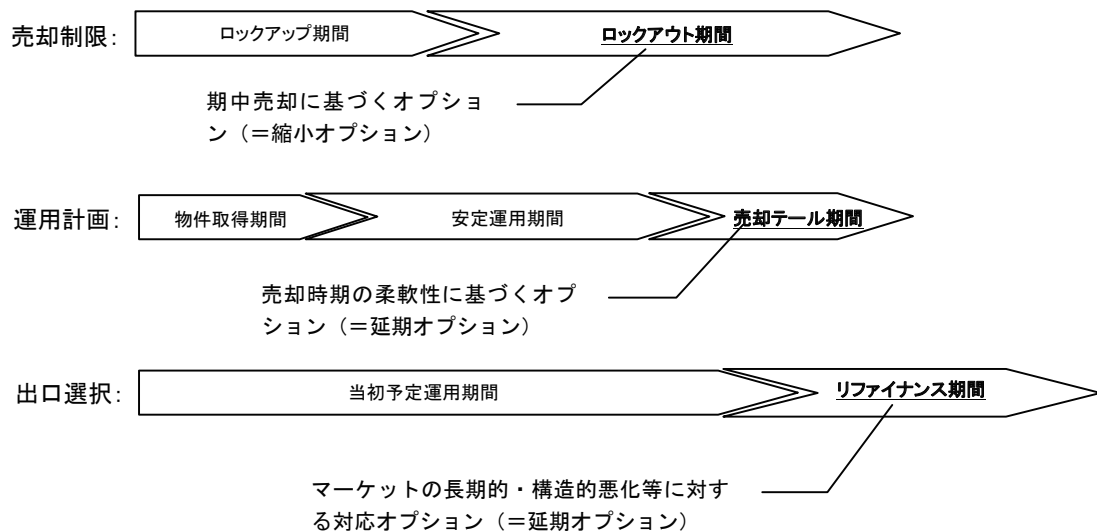 売却制限：
ロックアップ期間
ロックアウト期間
期中売却に基づくオプショ
ン（＝縮小オプション）
運用計画：
物件取得期間
安定運用期間
売却テール期間
売却時期の柔軟性に基づくオプ
ション（＝延期オプション）
出口選択：
当初予定運用期間
リファイナンス期間
マーケットの長期的・構造的悪化等に対す
る対応オプション（＝延期オプション）